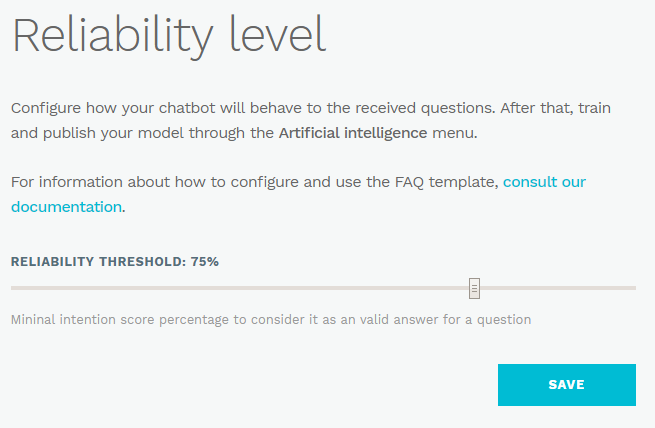 Reliability level
Configure how your chatbot will behave to the received questions. After that, train
and publish your model through the Artificial intelligence menu.
For information about how to configure and use the FAQ template, consult our
documentation.
RELIABILITY THRESHOLD: 75%
Mininal intention score percentage to consider it as an valid answer for a question
SAVE